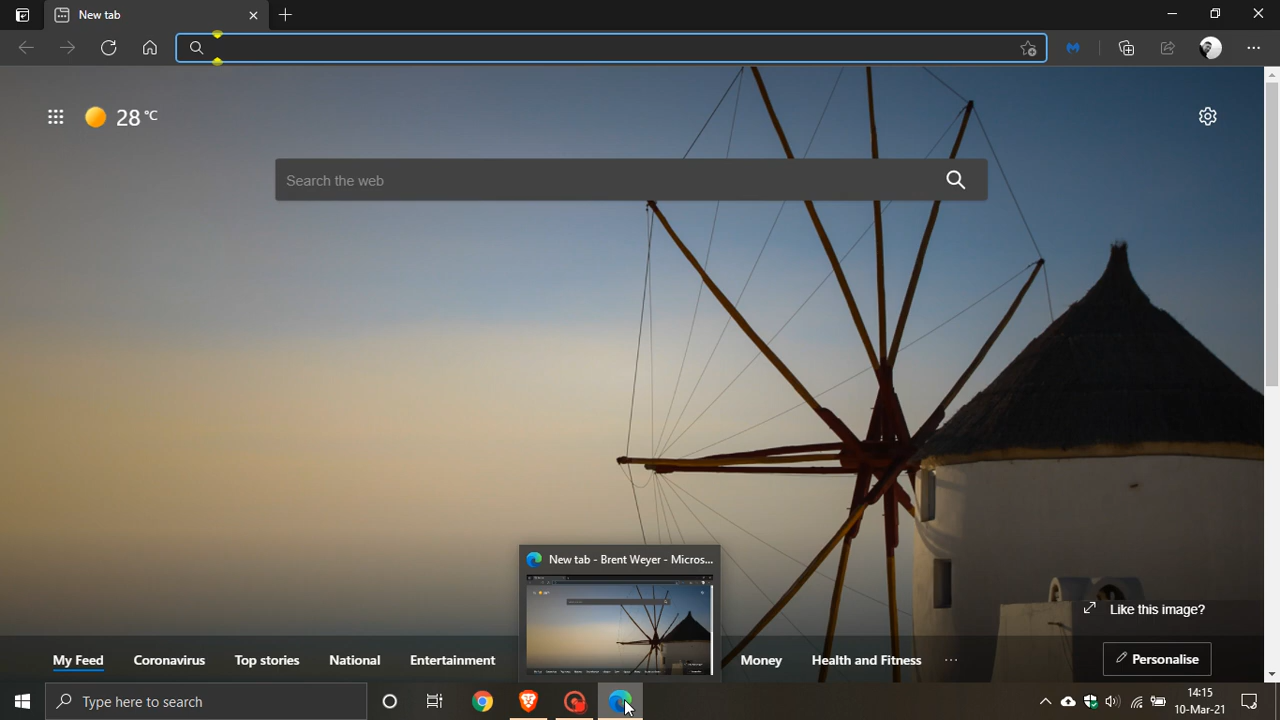 New tab
28 °C
Search the web
New tab - Brent Weyer - Micros...
Like this image?
My Feed
Coronavirus
Top stories
National
Entertainment
Money
Health and Fitness
Personalise
Type here to search
14:15
10-Mar-21